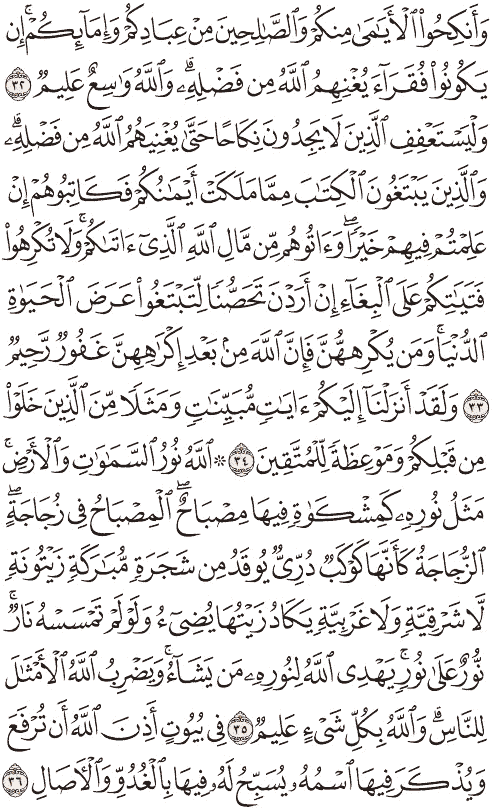 وَأَنكِحُوا۟ ٱلْأَيَـٰمَىٰ مِنكُمْ وَٱلصَّـٰلِحِينَ مِنْ عِبَادِكُمْ وَإِمَآئِكُمْ ۚ إِن
يَكُونُوا۟ فُقَرَآءَ يُغْنِهِمُ ٱللَّهُ مِن فَضْلِهِۦ ۗ وَٱللَّهُ وَٰسِعٌ عَلِيمٌ ٣٢
وَلْيَسْتَعْفِفِ ٱلَّذِينَ لَا يَجِدُونَ نِكَاحًا حَتَّىٰ يُغْنِيَهُمُ ٱللَّهُ مِن فَضْلِهِۦ ۗ
وَٱلَّذِينَ يَبْتَغُونَ ٱلْكِتَـٰبَ مِمَّا مَلَكَتْ أَيْمَـٰنُكُمْ فَكَاتِبُوهُمْ إِنْ
عَلِمْتُمْ فِيهِمْ خَيْرًا ۖ وَءَاتُوهُم مِّن مَّالِ ٱللَّهِ ٱلَّذِىٓ ءَاتَىٰكُمْ ۚ وَلَا تُكْرِهُوا۟
فَتَيَـٰتِكُمْ عَلَى ٱلْبِغَآءِ إِنْ أَرَدْنَ تَحَصُّنًا لِّتَبْتَغُوا۟ عَرَضَ ٱلْحَيَوٰةِ
ٱلدُّنْيَا ۚ وَمَن يُكْرِههُّنَّ فَإِنَّ ٱللَّهَ مِنۢ بَعْدِ إِكْرَٰهِهِنَّ غَفُورٌ رَّحِيمٌ
٣٣ وَلَقَدْ أَنزَلْنَآ إِلَيْكُمْ ءَايَـٰتٍ مُّبَيِّنَـٰتٍ وَمَثَلًا مِّنَ ٱلَّذِينَ خَلَوْا۟
مِن قَبْلِكُمْ وَمَوْعِظَةً لِّلْمُتَّقِينَ ٣٤ ۞ ٱللَّهُ نُورُ ٱلسَّمَـٰوَٰتِ وَٱلْأَرْضِ ۚ
مَثَلُ نُورِهِۦ كَمِشْكَوٰةٍ فِيهَا مِصْبَاحٌ ۖ ٱلْمِصْبَاحُ فِى زُجَاجَةٍ ۖ
ٱلزُّجَاجَةُ كَأَنَّهَا كَوْكَبٌ دُرِّىٌّ يُوقَدُ مِن شَجَرَةٍ مُّبَـٰرَكَةٍ زَيْتُونَةٍ
لَّا شَرْقِيَّةٍ وَلَا غَرْبِيَّةٍ يَكَادُ زَيْتُهَا يُضِىٓءُ وَلَوْ لَمْ تَمْسَسْهُ نَارٌ ۚ
نُّورٌ عَلَىٰ نُورٍ ۗ يَهْدِى ٱللَّهُ لِنُورِهِۦ مَن يَشَآءُ ۚ وَيَضْرِبُ ٱللَّهُ ٱلْأَمْثَـٰلَ
لِلنَّاسِ ۗ وَٱللَّهُ بِكُلِّ شَىْءٍ عَلِيمٌ ٣٥ فِى بُيُوتٍ أَذِنَ ٱللَّهُ أَن تُرْفَعَ
وَيُذْكَرَ فِيهَا ٱسْمُهُۥ يُسَبِّحُ لَهُۥ فِيهَا بِٱلْغُدُوِّ وَٱلْـَٔاصَالِ ٣٦